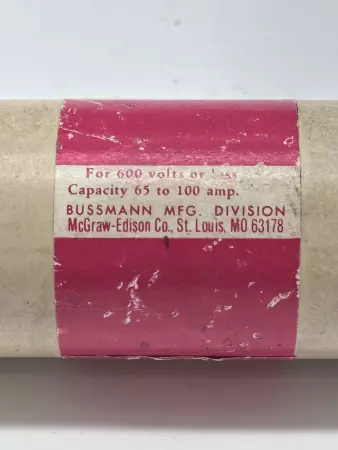 For 600 volts or less
Capacity 65 to 100 amp.
BUSSMANN MFG. DIVISION
McGraw-Edison Co., St. Louis, MO 63178